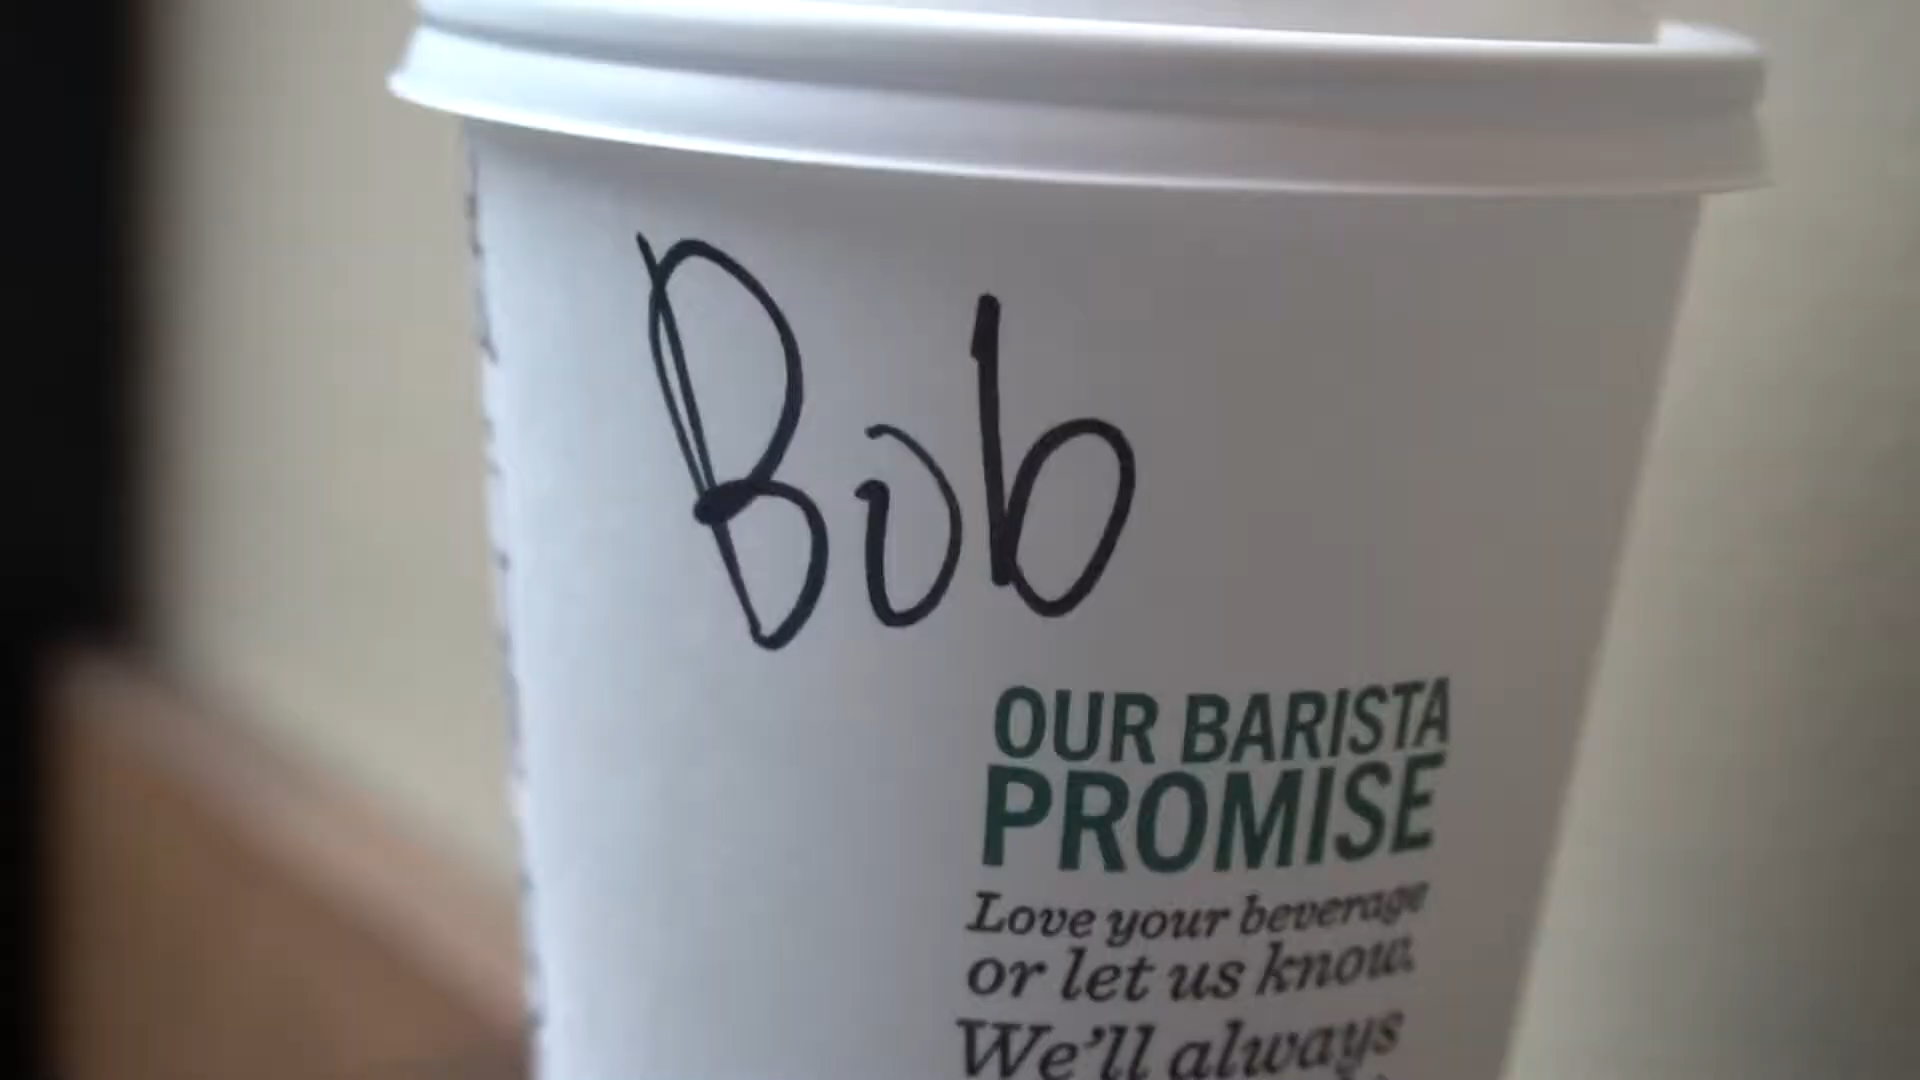 Bob
OUR BARISTA
PROMISE
Love your beverage
or let us know.
We'll always